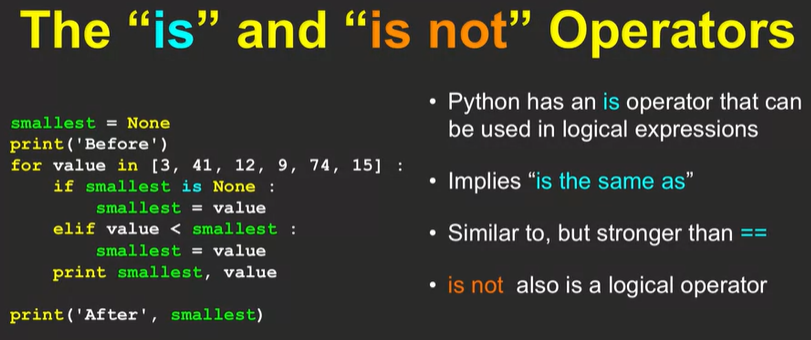 The “is” and “is not” Operators
smallest = None
print('Before')
for value in [3, 41, 12, 9, 74, 15] :
    if smallest is None :
        smallest = value
    elif value < smallest :
        smallest = value
    print smallest, value
print('After', smallest)
• Python has an is operator that can
be used in logical expressions
• Implies “is the same as”
• Similar to, but stronger than ==
• is not also is a logical operator